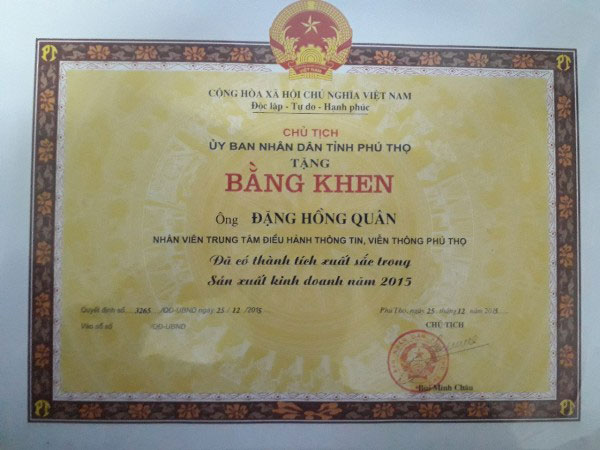 CỘNG HÒA XÃ HỘI CHỦ NGHĨA VIỆT NAM
Độc lập - Tự do - Hạnh phúc
CHỦ TỊCH
ỦY BAN NHÂN DÂN TỈNH PHÚ THỌ
TẶNG
BẰNG KHEN
Ông ĐẶNG HỒNG QUÂN
NHÂN VIÊN TRUNG TÂM ĐIỀU HÀNH THÔNG TIN, VIỄN THÔNG PHÚ THỌ
Đã có thành tích xuất sắc trong
Sản xuất kinh doanh năm 2015
Quyết định số 3265 /QĐ-UBND ngày 25 / 12 /2015
Vào sổ số /QĐ-UBND
Phú Thọ, ngày 25 tháng 12 năm 2015
CHỦ TỊCH
Bùi Minh Châu